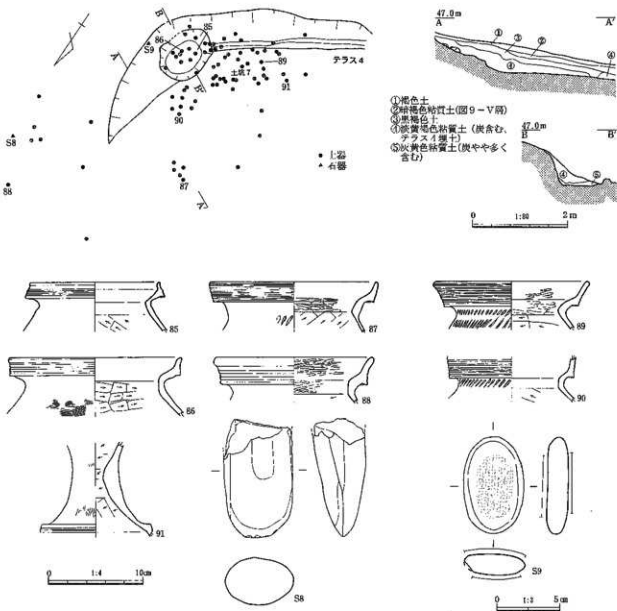 B
85
86
S9
A
89
テラス4
土坑7
91
B'
90
S8
88
87
A'
●土器
▲石器
47.0m
A
A'
①
③
②
④
④
①褐色土
②暗褐色粘質土(図9-V層)
③黒褐色土
④淡黄褐色粘質土(炭含む、
テラス4埋土)
⑤淡黄色粘質土(炭やや多く
含む)
47.0m
B
B'
④
⑤
0
1:80
2m
85
87
89
86
88
90
91
0
1:4
10cm
S8
S9
0
1:3
5cm